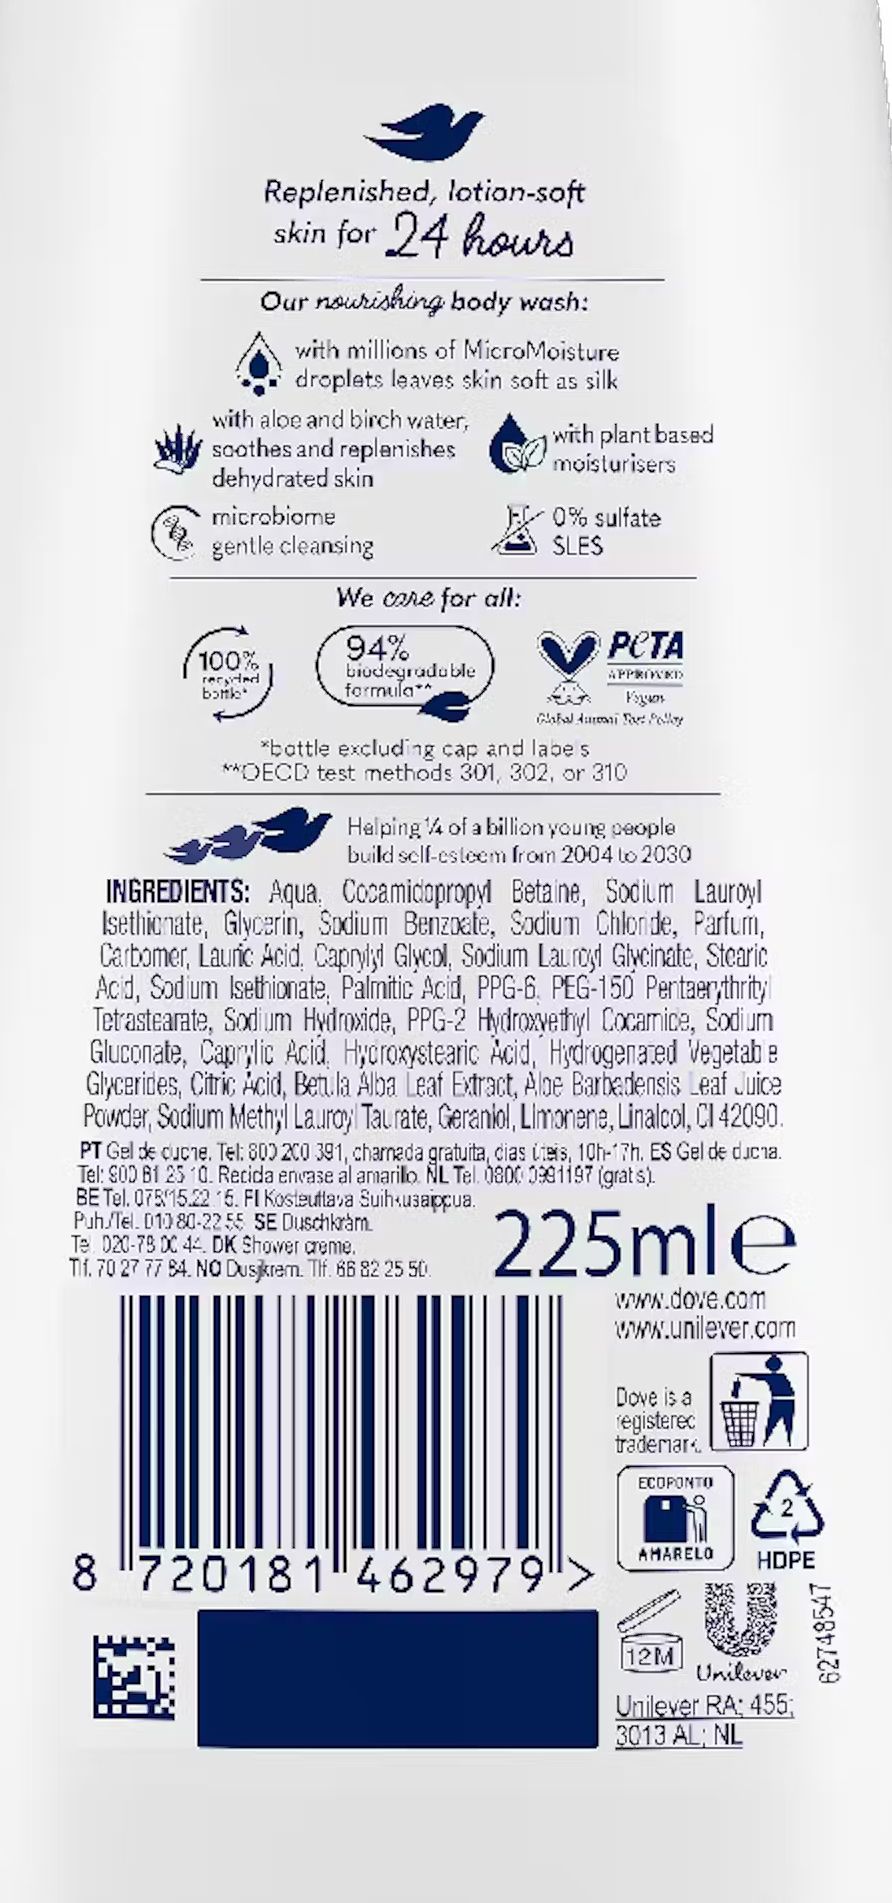 Replenished, lotion-soft
skin for 24 hours
Our nourishing body wash:
with millions of MicroMoisture
droplets leaves skin soft as silk
with aloe and birch water,
soothes and replenishes
dehydrated skin
with plant based
moisturisers
microbiome
gentle cleansing
0% sulfate
SLES
We care for all:
100%
recycled
bottle*
94%
biodegradable
formula**
PETA
APPROVED
Vegan
Global Animal Test Policy
*bottle excluding cap and labels
**OECD test methods 301, 302, or 310
Helping ¼ of a billion young people
build self-esteem from 2004 to 2030
INGREDIENTS: Aqua, Cocamidopropyl Betaine, Sodium Lauroyl
Isethionate, Glycerin, Sodium Benzoate, Sodium Chloride, Parfum,
Carbomer, Lauric Acid, Caprylyl Glycol, Sodium Lauroyl Glycinate, Stearic
Acid, Sodium Isethionate, Palmitic Acid, PPG-6, PEG-150 Pentaerythrityl
Tetrastearate, Sodium Hydroxide, PPG-2 Hydroxyethyl Cocamide, Sodium
Gluconate, Caprylic Acid, Hydroxystearic Acid, Hydrogenated Vegetable
Glycerides, Citric Acid, Betula Alba Leaf Extract, Aloe Barbadensis Leaf Juice
Powder, Sodium Methyl Lauroyl Taurate, Geraniol, Limonene, Linalool, CI 42090.
PT Gel de duche. Tel: 800 200 391, chamada gratuita, dias úteis, 10h-17h. ES Gel de ducha.
Tel: 900 81 25 10. Recicla envase al amarillo. NL Tel. 0800 0991197 (gratis).
BE Tel. 078/15.22.15. FI Kosteuttava Suihkusaippua.
Puh./Tel. 010 80-22 55. SE Duschkräm.
Tel 020-78 00 44. DK Shower creme.
Tlf. 70 27 77 84. NO Dusjkrem. Tlf. 66 82 25 50.
225ml℮
www.dove.com
www.unilever.com
Dove is a
registered
trademark.
ECOPONTO
AMARELO
2
HDPE
8 720181 462979 >
12M
Unilever
62748547
Unilever RA; 455;
3013 AL; NL